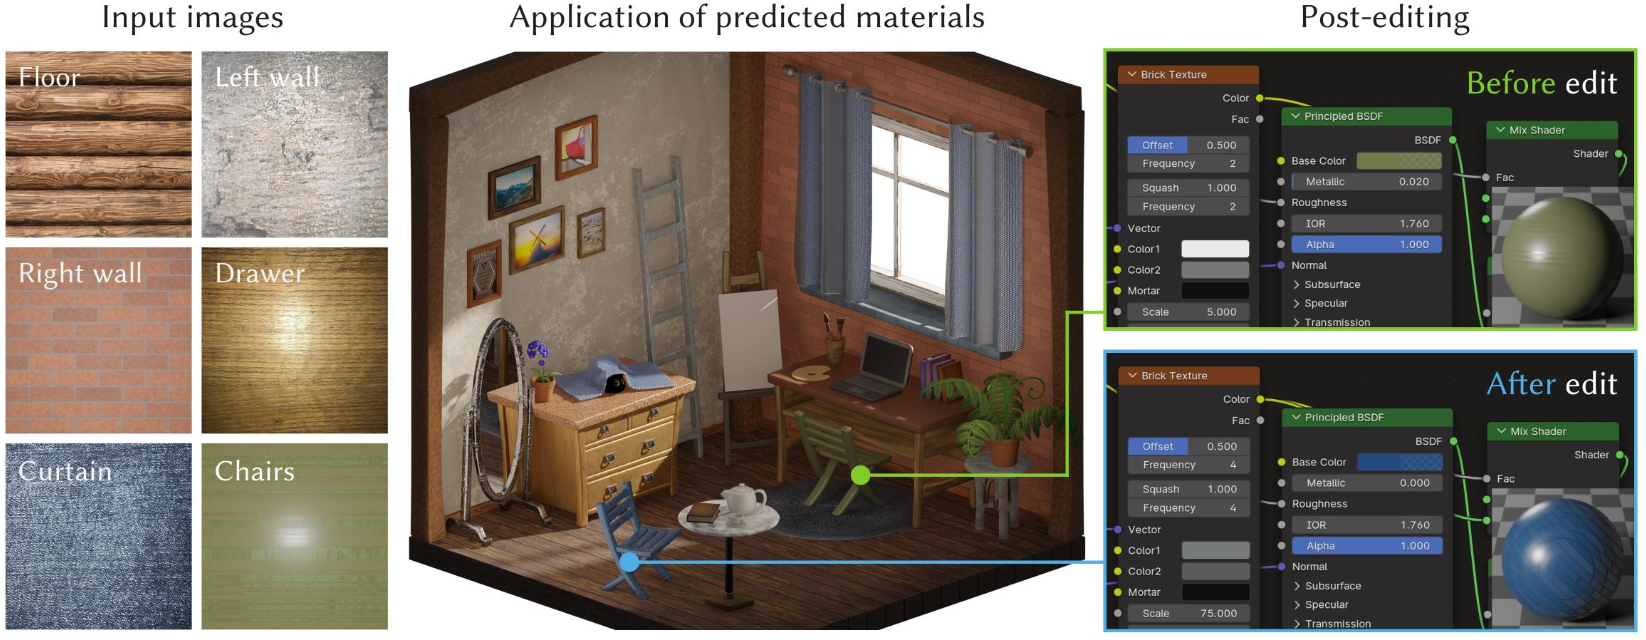 Input images
Application of predicted materials
Post-editing
Floor
Left wall
Right wall
Drawer
Curtain
Chairs
Before edit
Brick Texture
Color
Fac
Offset 0.500
Frequency 2
Squash 1.000
Frequency 2
Vector
Color1
Color2
Mortar
Scale 5.000
Principled BSDF
BSDF
Base Color
Metallic 0.020
Roughness
IOR 1.760
Alpha 1.000
Normal
Subsurface
Specular
Transmission
Mix Shader
Shader
Fac
After edit
Brick Texture
Color
Fac
Offset 0.500
Frequency 4
Squash 1.000
Frequency 4
Vector
Color1
Color2
Mortar
Scale 75.000
Principled BSDF
BSDF
Base Color
Metallic 0.000
Roughness
IOR 1.760
Alpha 1.000
Normal
Subsurface
Specular
Transmission
Mix Shader
Shader
Fac